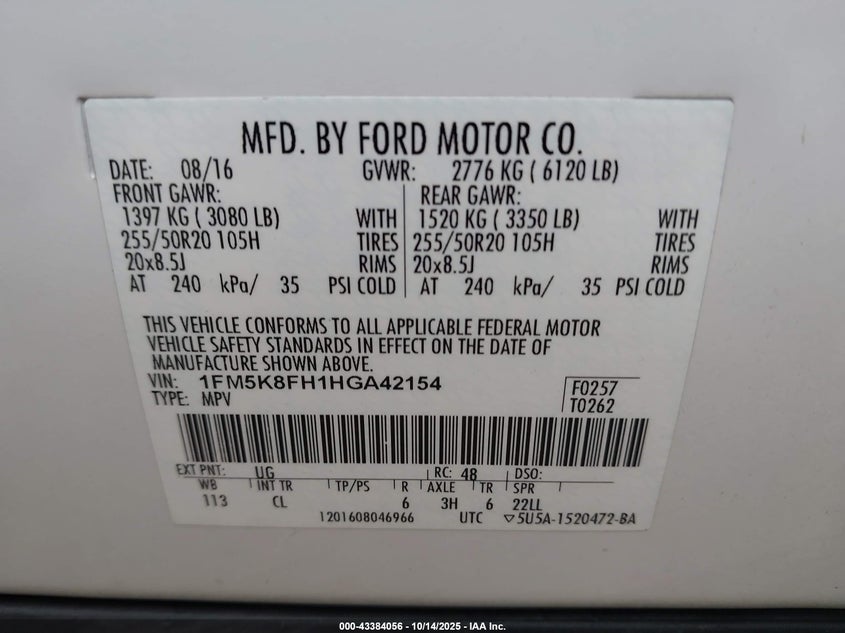 MFD. BY FORD MOTOR CO.
DATE: 08/16 GVWR: 2776 KG ( 6120 LB)
FRONT GAWR: REAR GAWR:
1397 KG ( 3080 LB) WITH 1520 KG ( 3350 LB) WITH
255/50R20 105H TIRES 255/50R20 105H TIRES
20x8.5J RIMS 20x8.5J RIMS
AT 240 kPa/ 35 PSI COLD AT 240 kPa/ 35 PSI COLD
THIS VEHICLE CONFORMS TO ALL APPLICABLE FEDERAL MOTOR
VEHICLE SAFETY STANDARDS IN EFFECT ON THE DATE OF
MANUFACTURE SHOWN ABOVE.
VIN: 1FM5K8FH1HGA42154 F0257
TYPE: MPV T0262
EXT PNT: UG RC: 48 DSO:
WB INT TR TP/PS R AXLE TR SPR
113 CL 6 3H 6 22LL
1201608046966 UTC ▽5U5A-1520472-BA
000-43384056 - 10/14/2025 - IAA Inc.